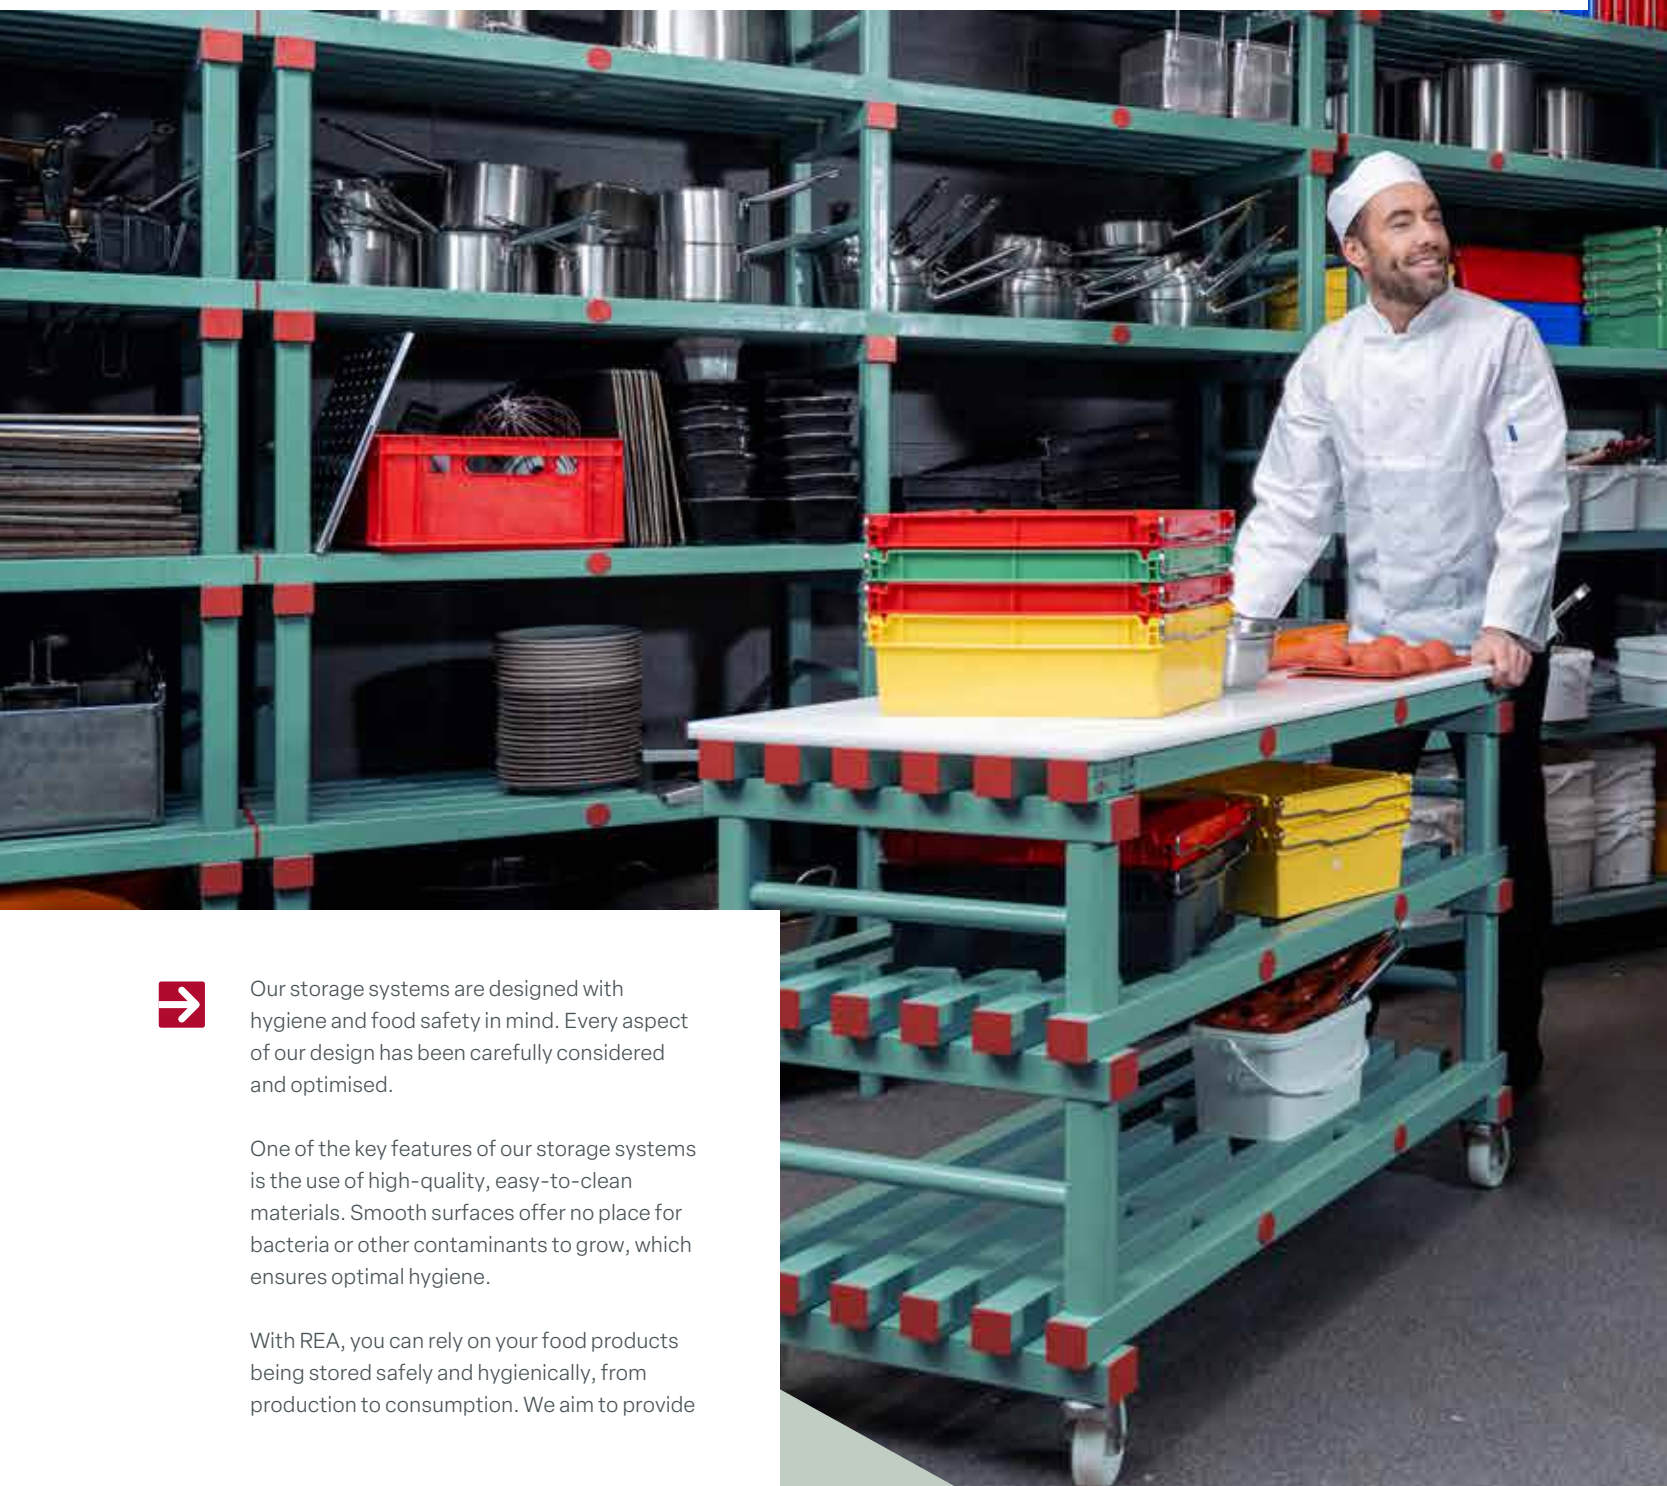 Our storage systems are designed with
hygiene and food safety in mind. Every aspect
of our design has been carefully considered
and optimised.
One of the key features of our storage systems
is the use of high-quality, easy-to-clean
materials. Smooth surfaces offer no place for
bacteria or other contaminants to grow, which
ensures optimal hygiene.
With REA, you can rely on your food products
being stored safely and hygienically, from
production to consumption. We aim to provide